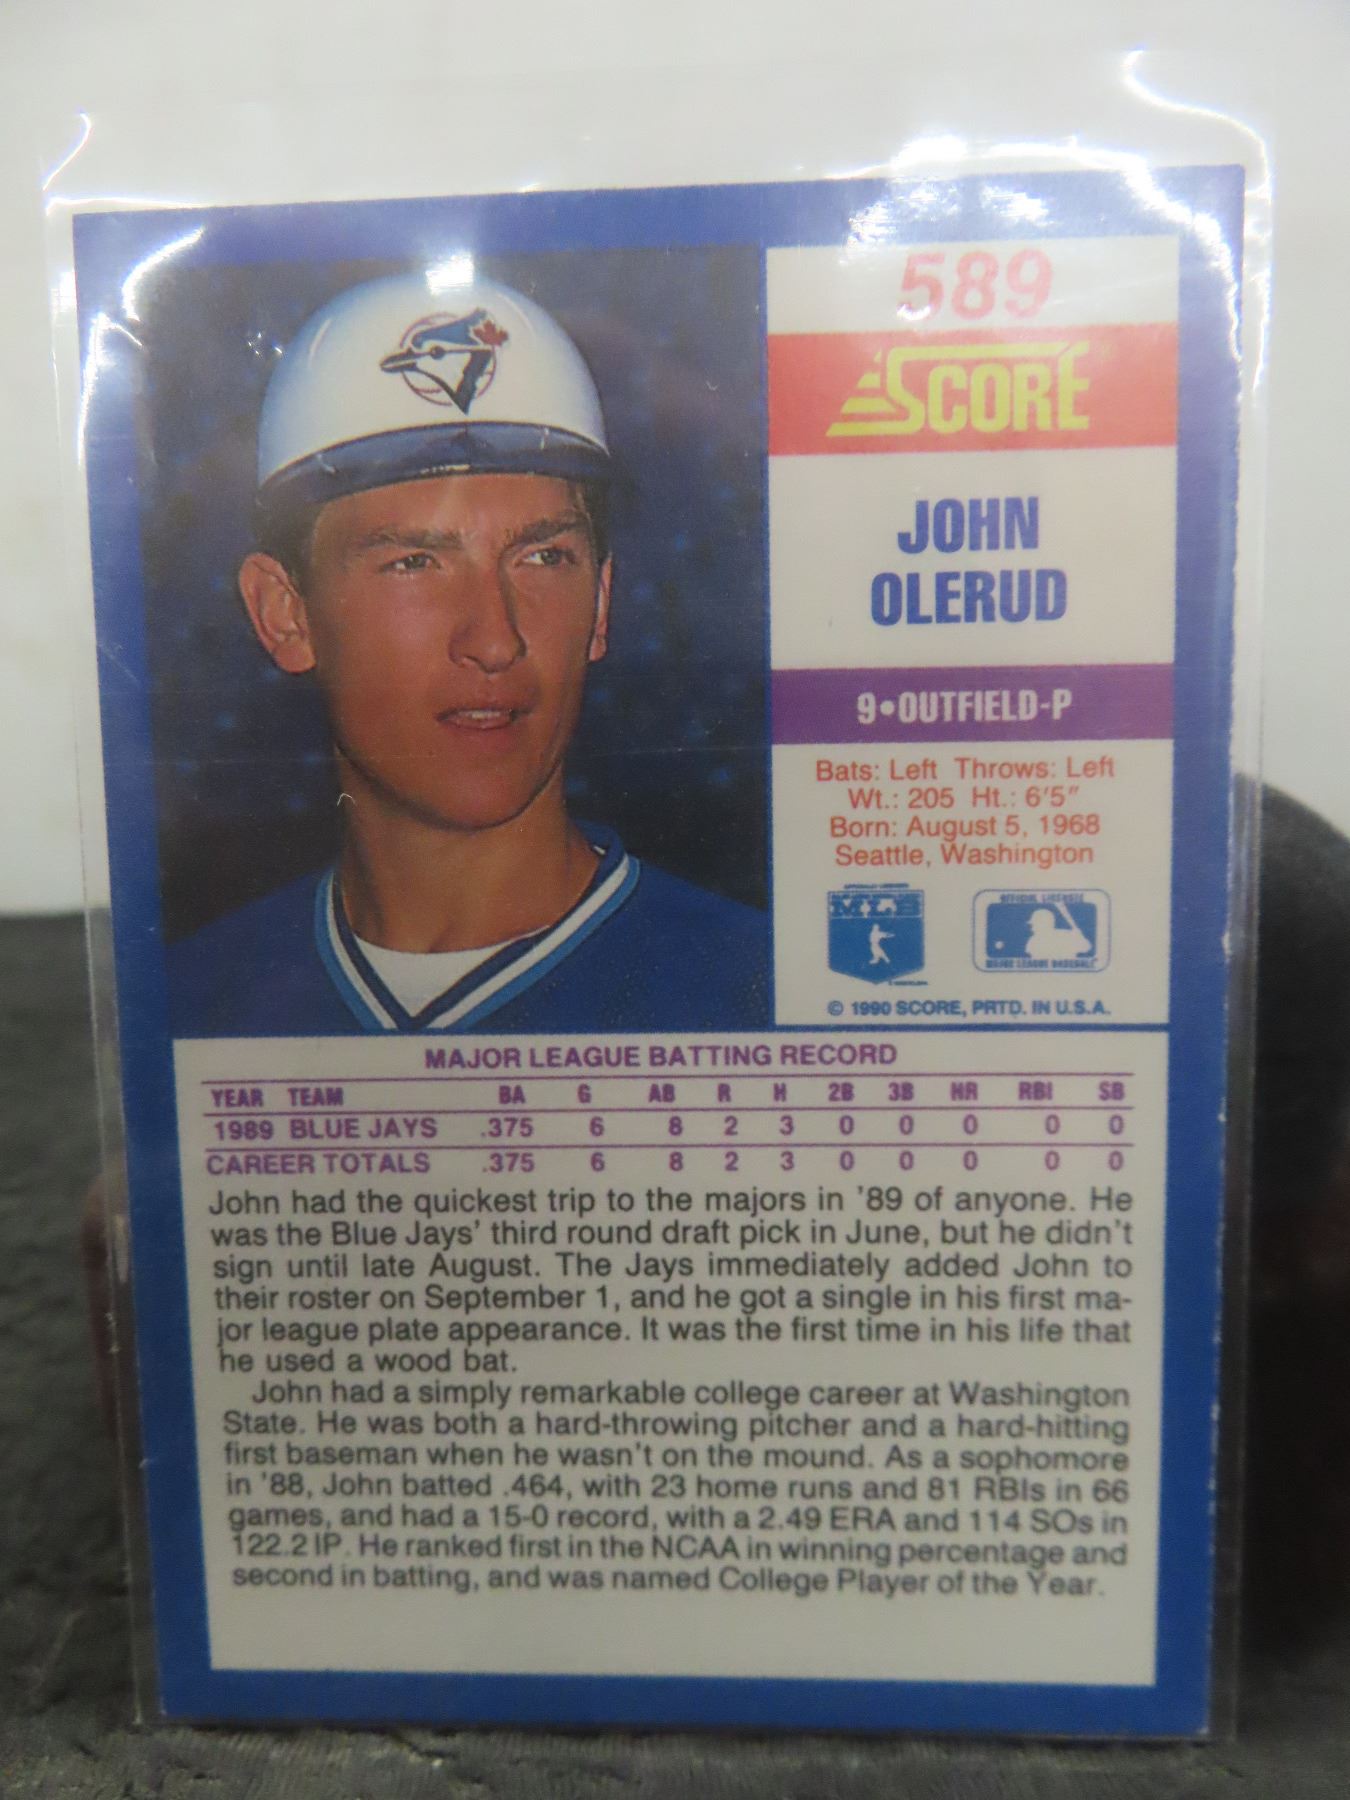 589
SCORE
JOHN
OLERUD
9•OUTFIELD-P
Bats: Left Throws: Left
Wt.: 205 Ht.: 6'5"
Born: August 5, 1968
Seattle, Washington
MLB
MAJOR LEAGUE BASEBALL
© 1990 SCORE, PRTD. IN U.S.A.
MAJOR LEAGUE BATTING RECORD
YEAR TEAM BA G AB R H 2B 3B HR RBI SB
1989 BLUE JAYS .375 6 8 2 3 0 0 0 0 0
CAREER TOTALS .375 6 8 2 3 0 0 0 0 0
John had the quickest trip to the majors in '89 of anyone. He
was the Blue Jays' third round draft pick in June, but he didn't
sign until late August. The Jays immediately added John to
their roster on September 1, and he got a single in his first ma-
jor league plate appearance. It was the first time in his life that
he used a wood bat.
John had a simply remarkable college career at Washington
State. He was both a hard-throwing pitcher and a hard-hitting
first baseman when he wasn't on the mound. As a sophomore
in '88, John batted .464, with 23 home runs and 81 RBIs in 66
games, and had a 15-0 record, with a 2.49 ERA and 114 SOs in
122.2 IP. He ranked first in the NCAA in winning percentage and
second in batting, and was named College Player of the Year.